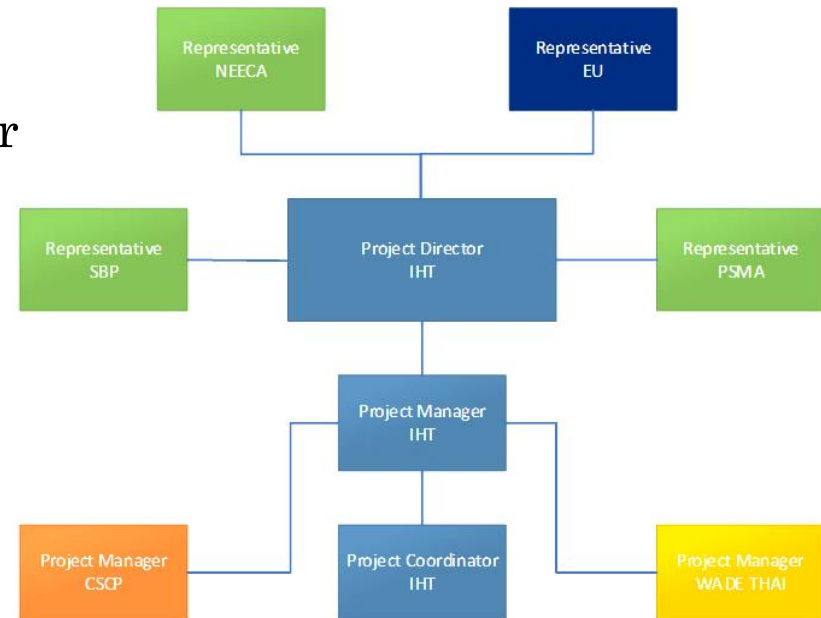 Representative
NEECA
Representative
EU
r
Representative
SBP
Project Director
IHT
Representative
PSMA
Project Manager
IHT
Project Manager
CSCP
Project Coordinator
IHT
Project Manager
WADE THAI